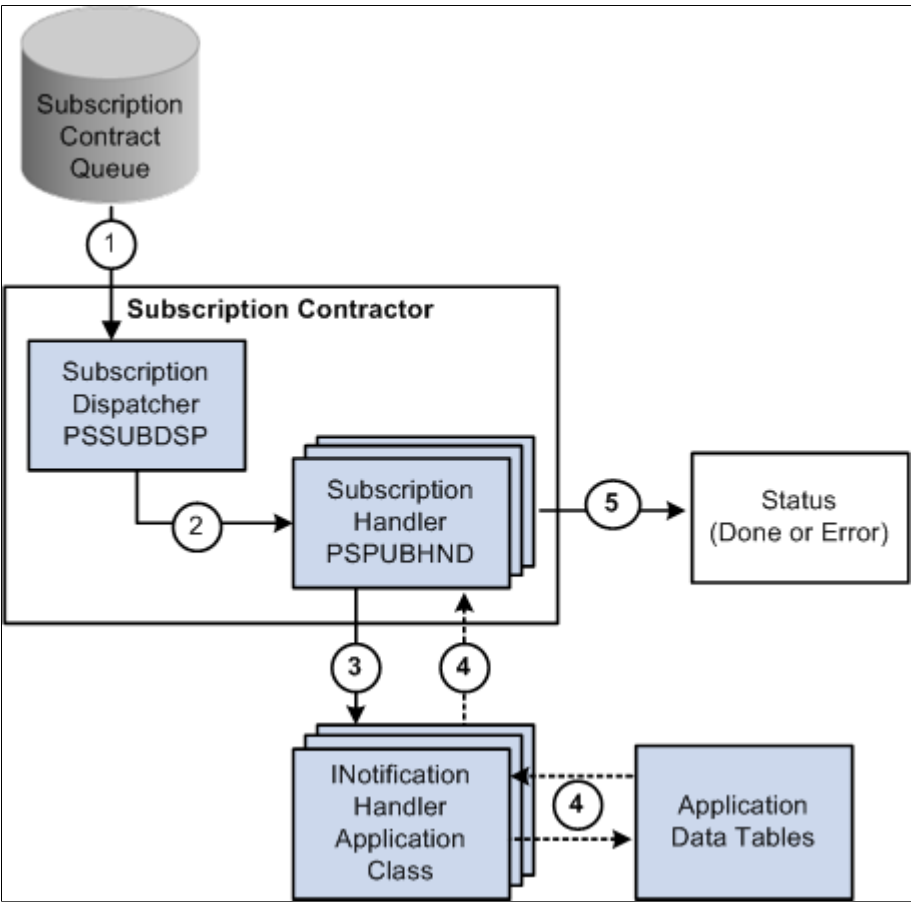 Subscription
Contract
Queue
1
Subscription Contractor
Subscription
Dispatcher
PSSUBDSP
2
Subscription
Handler
PSPUBHND
5
Status
(Done or Error)
3
4
INotification
Handler
Application
Class
4
Application
Data Tables